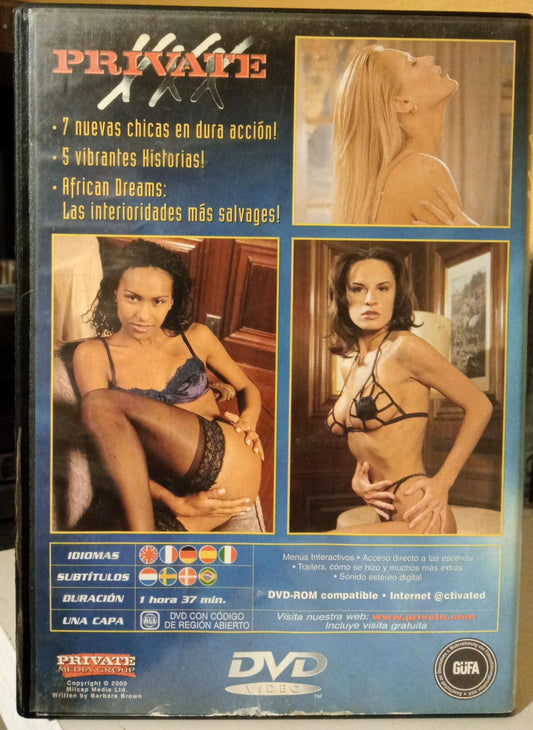 PRIVATE
XXX
· 7 nuevas chicas en dura acción!
· 5 vibrantes Historias!
· African Dreams:
Las interioridades más salvages!
IDIOMAS
SUBTÍTULOS
DURACIÓN
1 hora 37 min.
UNA CAPA
ALL
DVD CON CÓDIGO
DE REGIÓN ABIERTO
Menús Interactivos • Acceso directo a las escenas
• Trailers, como se hizo y muchos más extras •
Sonido estéreo digital
DVD-ROM compatible • Internet @ctivated
Visita nuestra web: www.private.com
Incluye visita gratuita
PRIVATE
MEDIA GROUP
Copyright © 2000
Milcap Media Ltd.
Written by Barbara Brown
DVD
VIDEO
TM
GÜFA